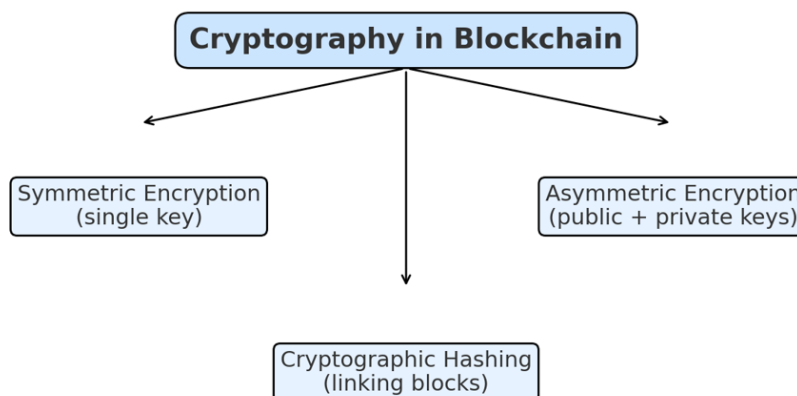 Cryptography in Blockchain
Symmetric Encryption
(single key)
Asymmetric Encryption
(public + private keys)
Cryptographic Hashing
(linking blocks)